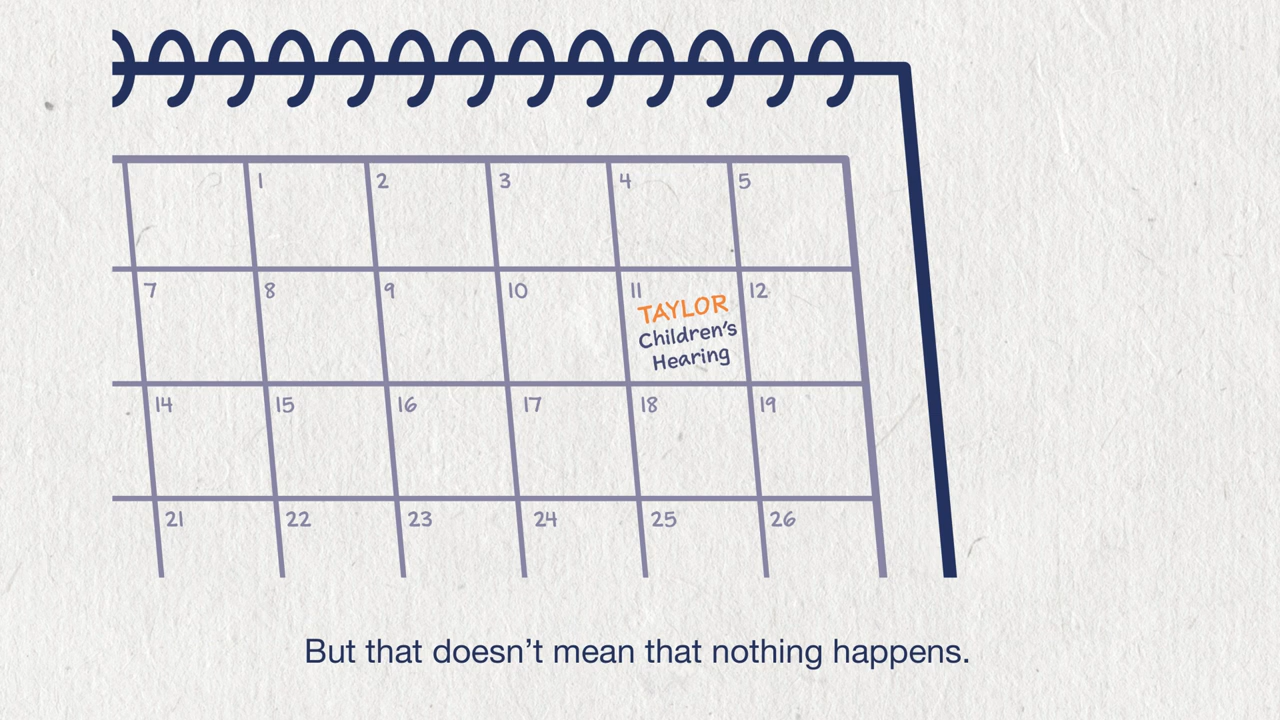 1 2 3 4 5
7 8 9 10 11 12
TAYLOR
Children's
Hearing
14 15 16 17 18 19
21 22 23 24 25 26
But that doesn't mean that nothing happens.